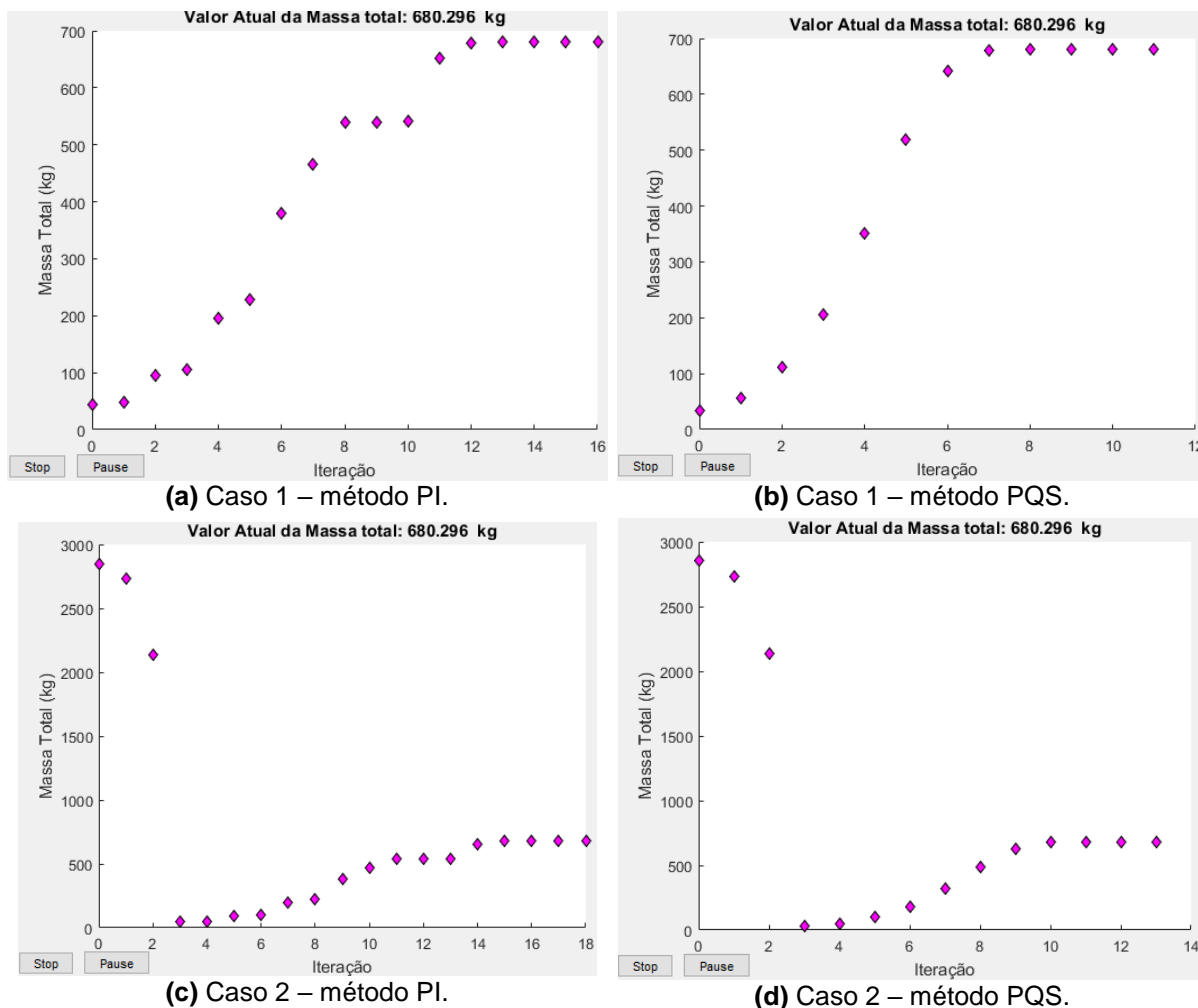 Valor Atual da Massa total: 680.296 kg
700
600
500
400
300
200
100
0
Massa Total (kg)
0 2 4 6 8 10 12 14 16
Iteração
Stop Pause
(a) Caso 1 – método PI.
Valor Atual da Massa total: 680.296 kg
700
600
500
400
300
200
100
0
Massa Total (kg)
0 2 4 6 8 10 12
Iteração
Stop Pause
(b) Caso 1 – método PQS.
Valor Atual da Massa total: 680.296 kg
3000
2500
2000
1500
1000
500
0
Massa Total (kg)
0 2 4 6 8 10 12 14 16 18
Iteração
Stop Pause
(c) Caso 2 – método PI.
Valor Atual da Massa total: 680.296 kg
3000
2500
2000
1500
1000
500
0
Massa Total (kg)
0 2 4 6 8 10 12 14
Iteração
Stop Pause
(d) Caso 2 – método PQS.